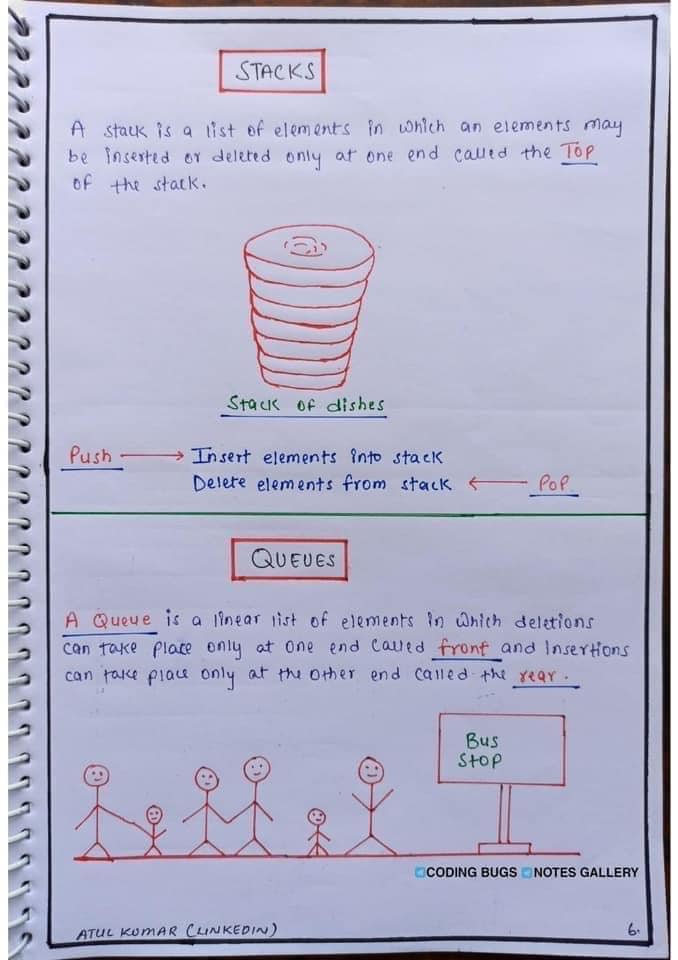 STACKS
A stack is a list of elements in which an elements may
be inserted or deleted only at one end called the Top
of the stack.
Stack of dishes
Push → Insert elements into stack
Delete elements from stack ← PoP
QUEUES
A Queue is a linear list of elements in which deletions
can take place only at one end called front and Insertions
can take place only at the other end called the rear.
Bus
Stop
CODING BUGS NOTES GALLERY
ATUL KUMAR (LINKEDIN)
6.